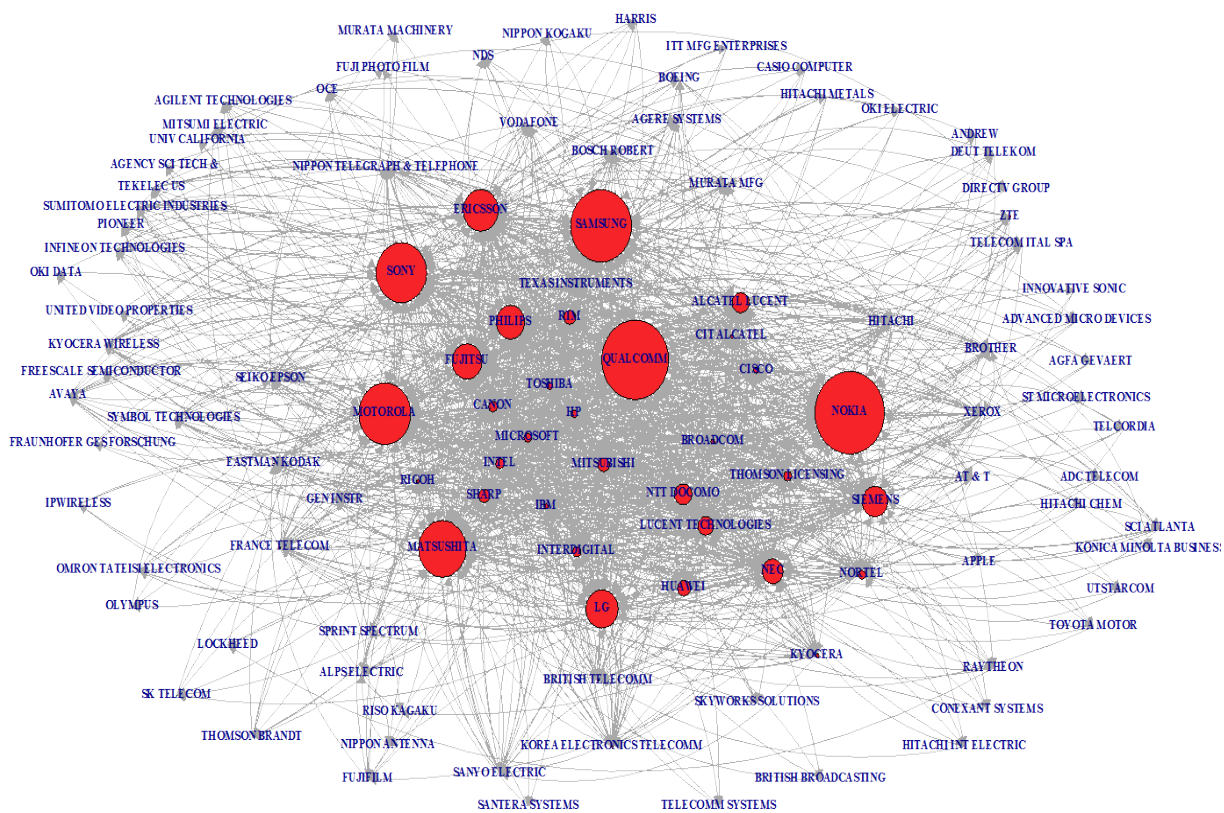 HARRIS
MURATA MACHINERY
NIPPON KOGAKU
ITT MFG ENTERPRISES
NDS
FUJI PHOTO FILM
CASIO COMPUTER
BOEING
OCE
HITACHI METALS
AGILENT TECHNOLOGIES
OKI ELECTRIC
MITSUMI ELECTRIC
VODAFONE
AGERE SYSTEMS
UNIV CALIFORNIA
ANDREW
BOSCH ROBERT
DEUT TELEKOM
AGENCY SCI TECH &
NIPPON TELEGRAPH & TELEPHONE
TEKELEC US
MURATA MFG
DIRECTV GROUP
SUMITOMO ELECTRIC INDUSTRIES
ERICSSON
ZTE
PIONEER
SAMSUNG
INFINEON TECHNOLOGIES
TELECOM ITAL SPA
OKI DATA
SONY
TEXAS INSTRUMENTS
INNOVATIVE SONIC
ALCATEL LUCENT
UNITED VIDEO PROPERTIES
PHILIPS
RIM
HITACHI
ADVANCED MICRO DEVICES
CIT ALCATEL
KYOCERA WIRELESS
BROTHER
FUJITSU
QUALCOMM
AGFA GEVAERT
FREESCALE SEMICONDUCTOR
SEIKO EPSON
TOSHIBA
CISCO
AVAYA
ST MICROELECTRONICS
CANON
SYMBOL TECHNOLOGIES
MOTOROLA
HP
NOKIA
XEROX
TELCORDIA
FRAUNHOFER GES FORSCHUNG
MICROSOFT
BROADCOM
EASTMAN KODAK
INTEL
MITSUBISHI
THOMSON LICENSING
AT & T
ADC TELECOM
RICOH
IPWIRELESS
GEN INSTR
SHARP
IBM
NTT DOCOMO
SIEMENS
HITACHI CHEM
LUCENT TECHNOLOGIES
SCI ATLANTA
FRANCE TELECOM
MATSUSHITA
INTERDIGITAL
KONICA MINOLTA BUSINESS
OMRON TATEISI ELECTRONICS
NEC
NORTEL
APPLE
HUAWEI
UTSTARCOM
OLYMPUS
LG
TOYOTA MOTOR
SPRINT SPECTRUM
LOCKHEED
KYOCERA
ALPS ELECTRIC
BRITISH TELECOMM
RAYTHEON
SK TELECOM
SKYWORKS SOLUTIONS
RISO KAGAKU
CONEXANT SYSTEMS
THOMSON BRANDT
NIPPON ANTENNA
KOREA ELECTRONICS TELECOMM
HITACHI INT ELECTRIC
FUJIFILM
SANYO ELECTRIC
BRITISH BROADCASTING
SANTERA SYSTEMS
TELECOMM SYSTEMS